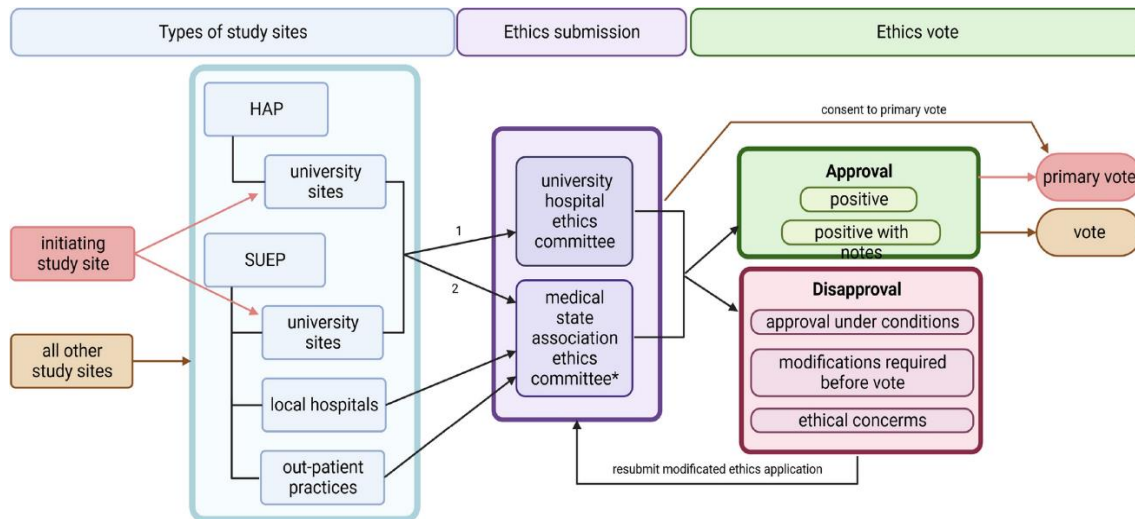 Types of study sites
Ethics submission
Ethics vote
HAP
university
sites
initiating
study site
SUEP
university
sites
all other
study sites
local hospitals
out-patient
practices
1
2
university
hospital
ethics
committee
medical
state
association
ethics
committee*
consent to primary vote
Approval
positive
positive with
notes
primary vote
vote
Disapproval
approval under conditions
modifications required
before vote
ethical concerms
resubmit modificated ethics application